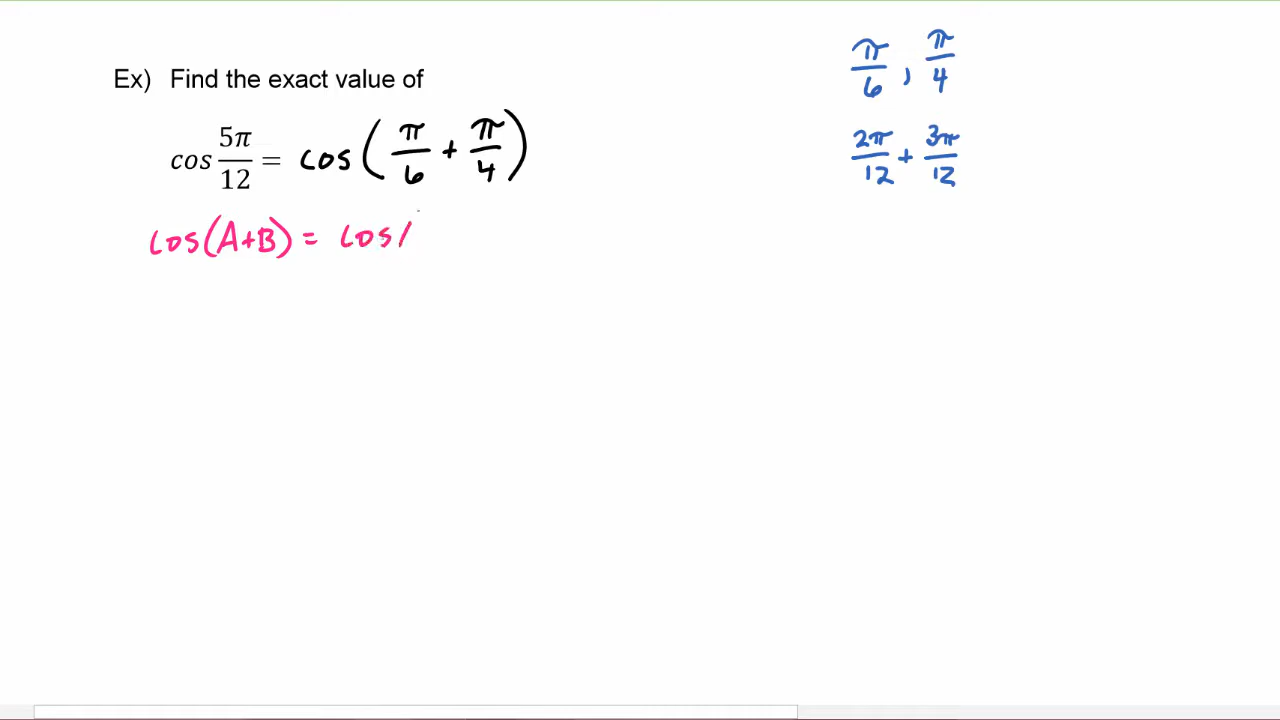 Ex) Find the exact value of
cos 5π/12 = cos(π/6 + π/4)
cos(A+B) = cos
π/6 , π/4
2π/12 + 3π/12